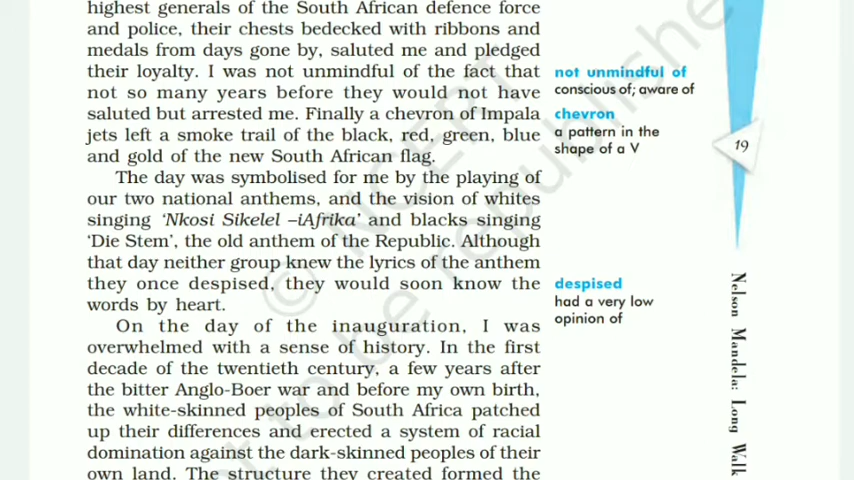 highest generals of the South African defence force
and police, their chests bedecked with ribbons and
medals from days gone by, saluted me and pledged
their loyalty. I was not unmindful of the fact that
not so many years before they would not have
saluted but arrested me. Finally a chevron of Impala
jets left a smoke trail of the black, red, green, blue
and gold of the new South African flag.
The day was symbolised for me by the playing of
our two national anthems, and the vision of whites
singing ‘Nkosi Sikelel –iAfrika’ and blacks singing
‘Die Stem’, the old anthem of the Republic. Although
that day neither group knew the lyrics of the anthem
they once despised, they would soon know the
words by heart.
On the day of the inauguration, I was
overwhelmed with a sense of history. In the first
decade of the twentieth century, a few years after
the bitter Anglo-Boer war and before my own birth,
the white-skinned peoples of South Africa patched
up their differences and erected a system of racial
domination against the dark-skinned peoples of their
own land. The structure they created formed the
not unmindful of
conscious of; aware of
chevron
a pattern in the
shape of a V
despised
had a very low
opinion of
19
Nelson Mandela: Long Walk
© NCERT
not to be republished